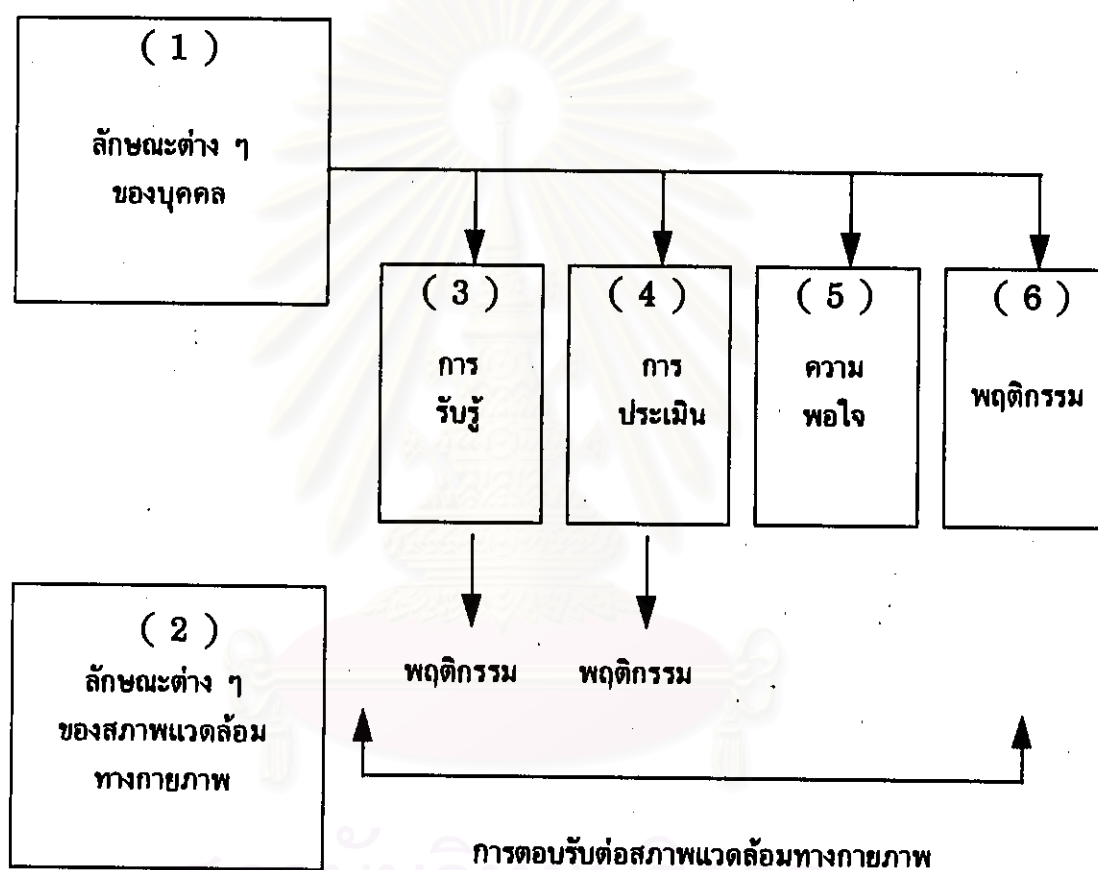 ( 1 )
ลักษณะต่าง ๆ
ของบุคคล
( 3 )
การ
รับรู้
( 4 )
การ
ประเมิน
( 5 )
ความ
พอใจ
( 6 )
พฤติกรรม
( 2 )
ลักษณะต่าง ๆ
ของสภาพแวดล้อม
ทางกายภาพ
พฤติกรรม
พฤติกรรม
การตอบรับต่อสภาพแวดล้อมทางกายภาพ